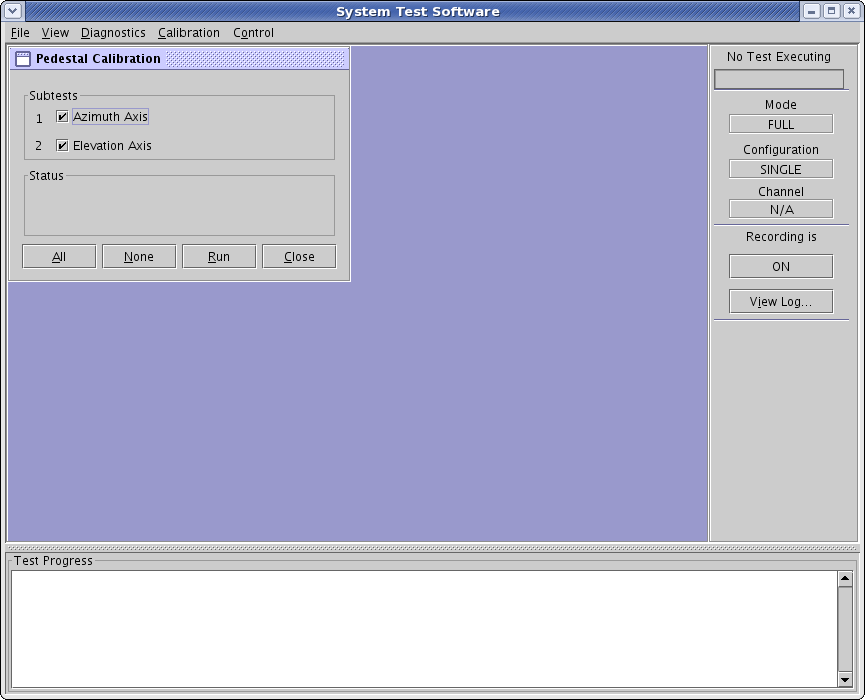 System Test Software
File View Diagnostics Calibration Control
Pedestal Calibration
Subtests
1 Azimuth Axis
2 Elevation Axis
Status
All None Run Close
No Test Executing
Mode
FULL
Configuration
SINGLE
Channel
N/A
Recording is
ON
View Log...
Test Progress